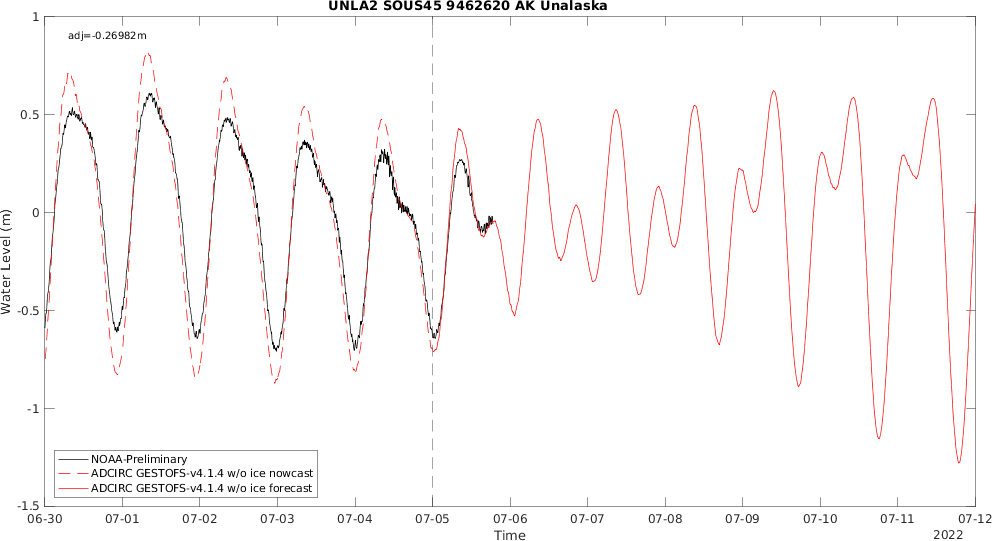 UNLA2 SOUS45 9462620 AK Unalaska
adj=-0.26982m
1
0.5
0
-0.5
-1
-1.5
Water Level (m)
NOAA-Preliminary
ADCIRC GESTOFS-v4.1.4 w/o ice nowcast
ADCIRC GESTOFS-v4.1.4 w/o ice forecast
06-30 07-01 07-02 07-03 07-04 07-05 07-06 07-07 07-08 07-09 07-10 07-11 07-12
Time
2022